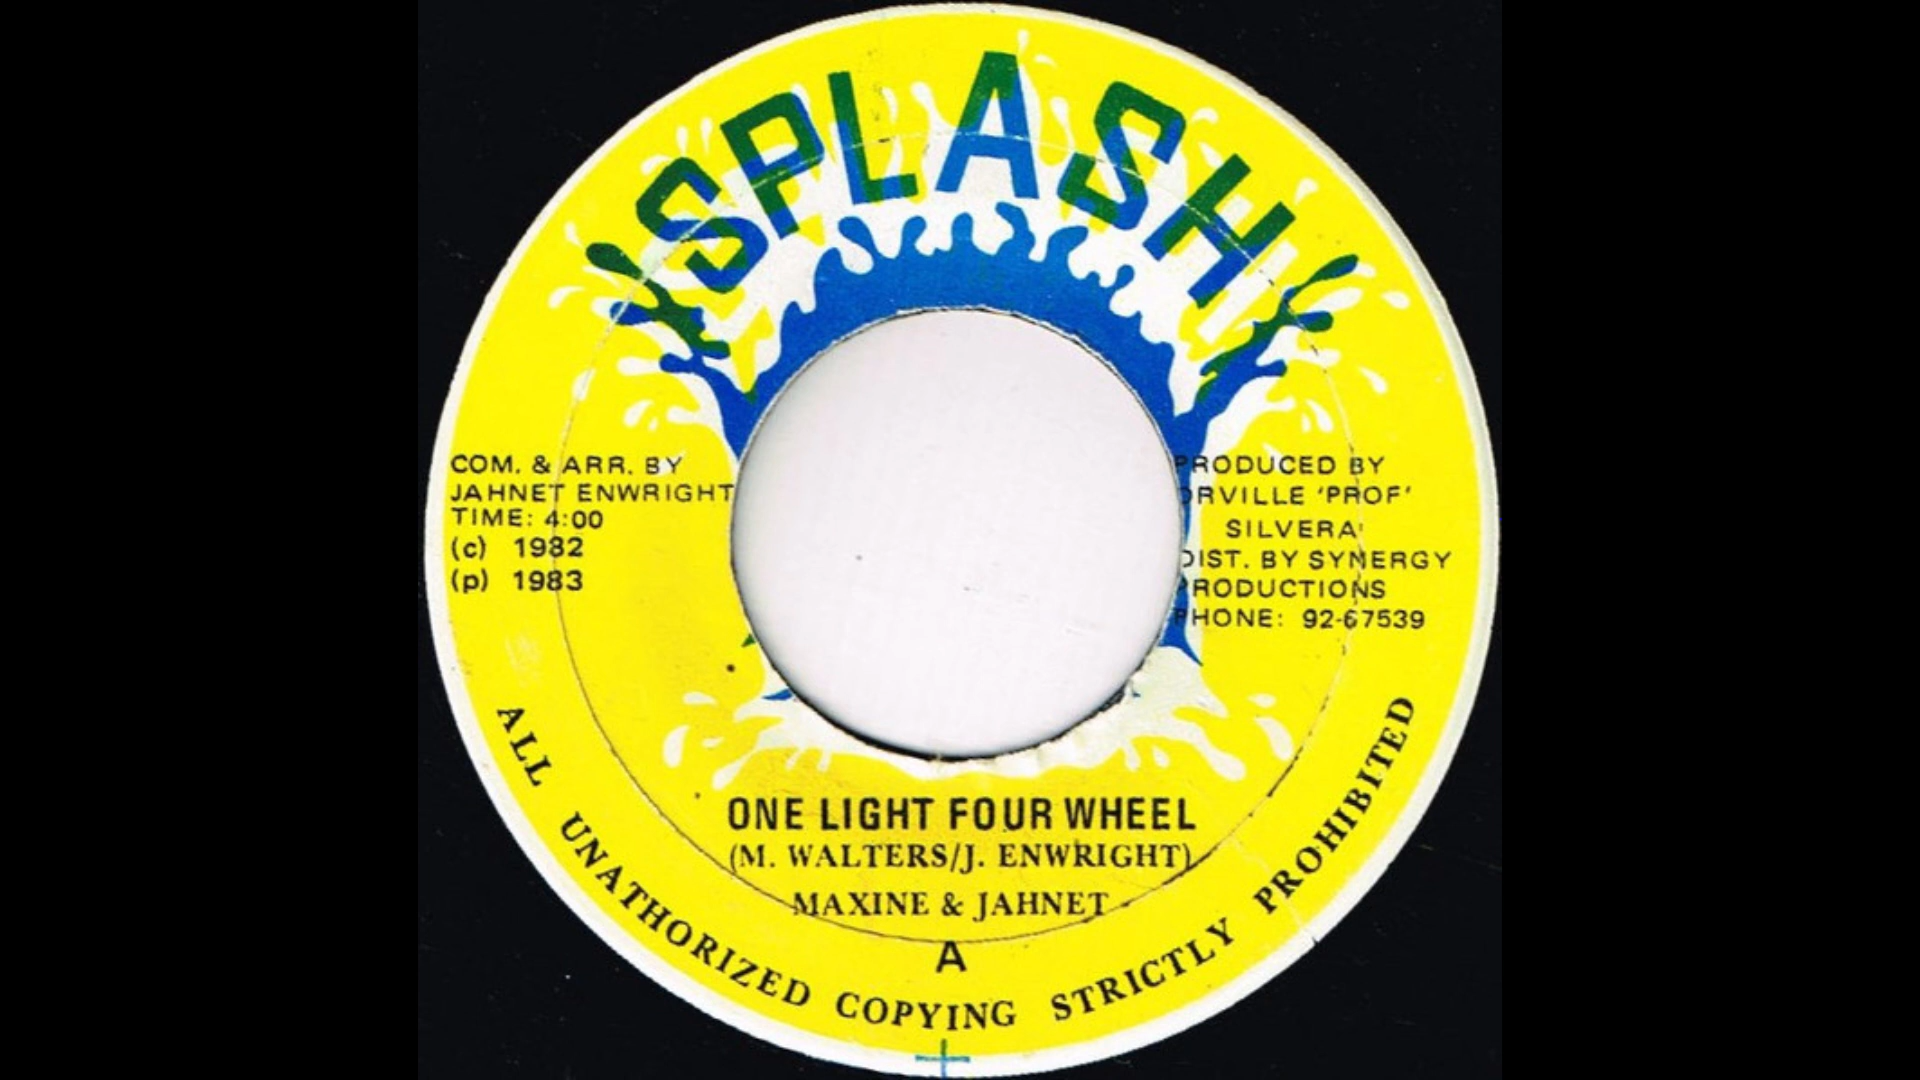 SPLASH
COM. & ARR. BY
JAHNET ENWRIGHT
TIME: 4:00
(c) 1982
(p) 1983
PRODUCED BY
ORVILLE 'PROF'
SILVERA
DIST. BY SYNERGY
PRODUCTIONS
PHONE: 92-67539
ONE LIGHT FOUR WHEEL
(M. WALTERS/J. ENWRIGHT)
MAXINE & JAHNET
A
ALL UNATHORIZED COPYING STRICTLY PROHIBITED